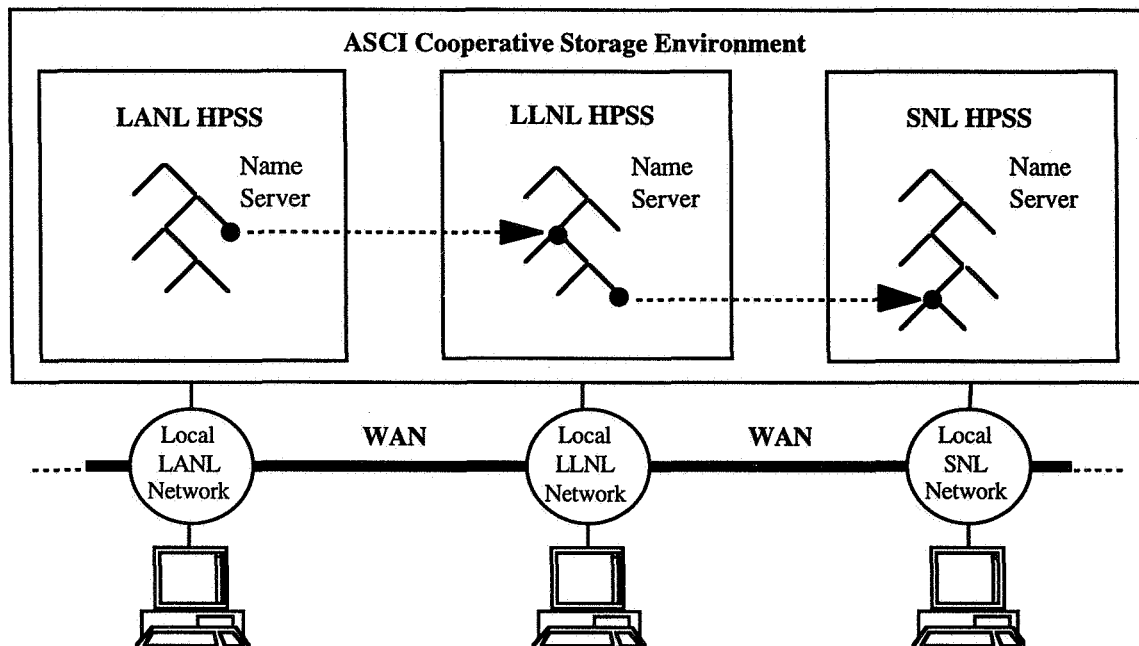 ASCI Cooperative Storage Environment
LANL HPSS
Name
Server
LLNL HPSS
Name
Server
SNL HPSS
Name
Server
Local
LANL
Network
WAN
Local
LLNL
Network
WAN
Local
SNL
Network